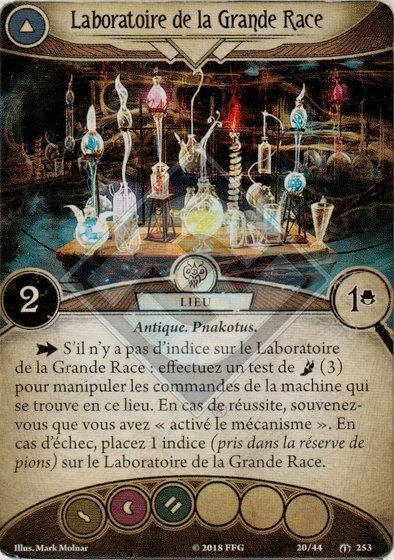 Laboratoire de la Grande Race
2
LIEU
1
Antique. Pnakotus.
S'il n'y a pas d'indice sur le Laboratoire
de la Grande Race : effectuez un test de (3)
pour manipuler les commandes de la machine qui
se trouve en ce lieu. En cas de réussite, souvenez-
vous que vous avez « activé le mécanisme ». En
cas d'échec, placez 1 indice (pris dans la réserve de
pions) sur le Laboratoire de la Grande Race.
Illus. Mark Molnar © 2018 FFG 20/44 253